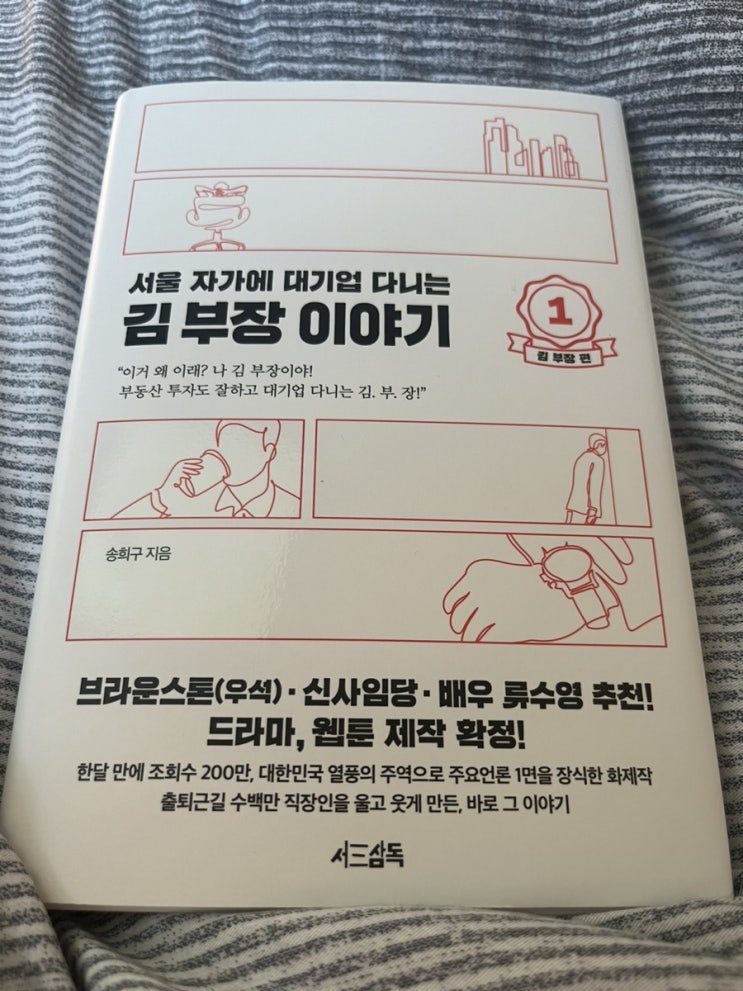 서울 자가에 대기업 다니는
김 부장 이야기
1
김 부장 편
“이거 왜 이래? 나 김 부장이야!
부동산 투자도 잘하고 대기업 다니는 김. 부. 장!”
송희구 지음
브라운스톤(우석)·신사임당·배우 류수영 추천!
드라마, 웹툰 제작 확정!
한달 만에 조회수 200만, 대한민국 열풍의 주역으로 주요언론 1면을 장식한 화제작
출퇴근길 수백만 직장인을 울고 웃게 만든, 바로 그 이야기
서삼독